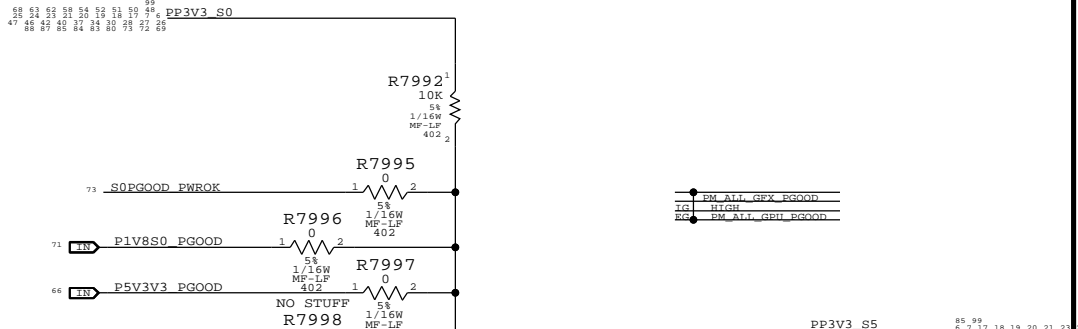 99
68 63 62 58 54 52 51 50 48
25 24 23 21 20 19 18 17 7 6
47 46 42 40 37 34 30 28 27 26
88 87 85 84 83 80 73 72 69
PP3V3_S0
R7992
10K
5%
1/16W
MF-LF
402
1
2
R7995
0
73 S0PGOOD_PWROK 1 2
5%
1/16W
MF-LF
402
R7996
0
71 IN P1V8S0_PGOOD 1 2
5%
1/16W
MF-LF
402
NO STUFF
R7997
0
66 IN P5V3V3_PGOOD 1 2
5%
1/16W
MF-LF
R7998
PM_ALL_GFX_PGOOD
IG HIGH
EG PM_ALL_GPU_PGOOD
PP3V3_S5
85 99
6 7 17 18 19 20 21 23